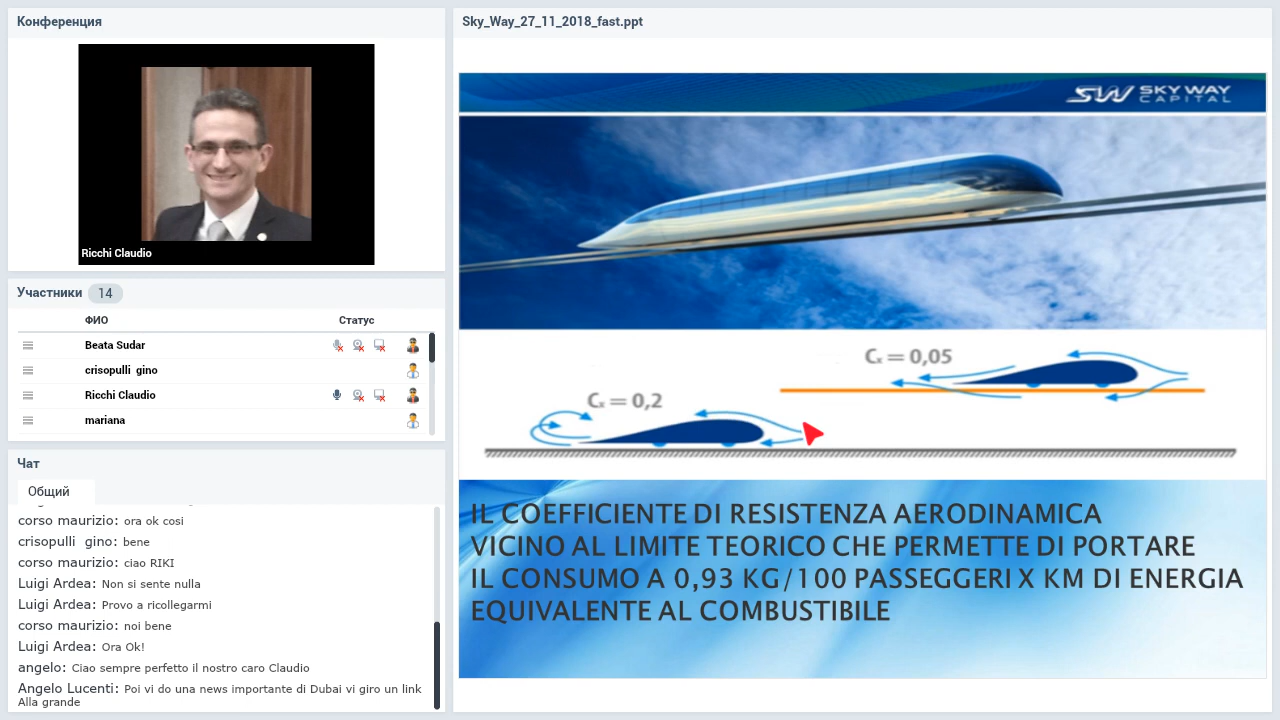 Конференция
Ricchi Claudio
Участники 14
ФИО Статус
Beata Sudar
crisopulli gino
Ricchi Claudio
mariana
Чат
Общий
corso maurizio: ora ok cosi
crisopulli gino: bene
corso maurizio: ciao RIKI
Luigi Ardea: Non si sente nulla
Luigi Ardea: Provo a ricollegarmi
corso maurizio: noi bene
Luigi Ardea: Ora Ok!
angelo: Ciao sempre perfetto il nostro caro Claudio
Angelo Lucenti: Poi vi do una news importante di Dubai vi giro un link
Alla grande
Sky_Way_27_11_2018_fast.ppt
SW SKY WAY
CAPITAL
Cₓ = 0,05
Cₓ = 0,2
IL COEFFICIENTE DI RESISTENZA AERODINAMICA
VICINO AL LIMITE TEORICO CHE PERMETTE DI PORTARE
IL CONSUMO A 0,93 KG/100 PASSEGGERI X KM DI ENERGIA
EQUIVALENTE AL COMBUSTIBILE